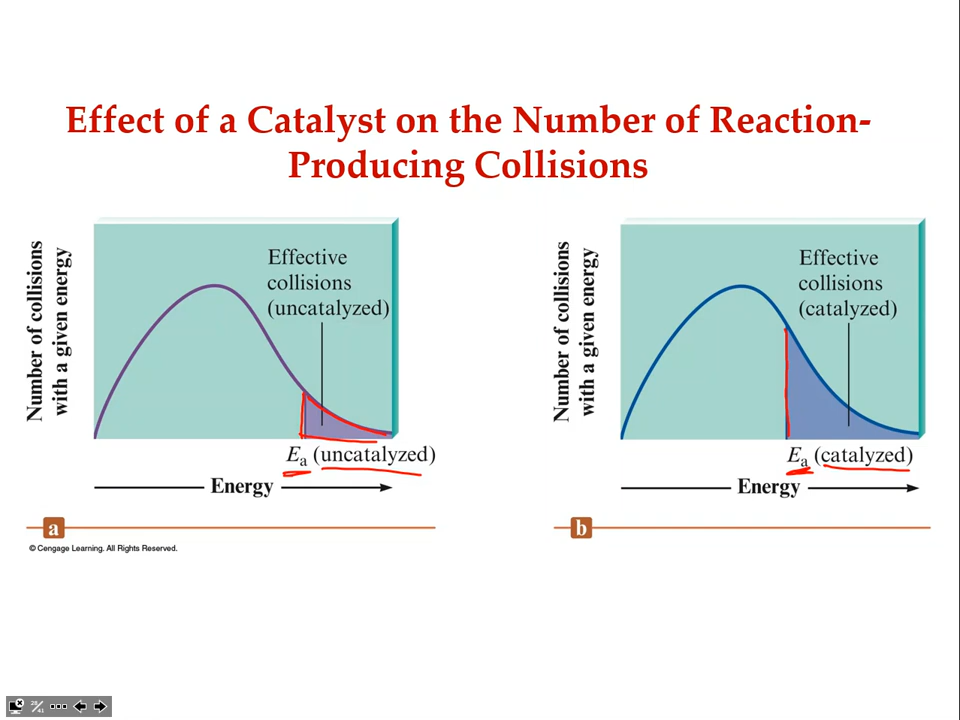 Effect of a Catalyst on the Number of Reaction-
Producing Collisions
Number of collisions
with a given energy
Effective
collisions
(uncatalyzed)
Ea (uncatalyzed)
Energy
a
© Cengage Learning. All Rights Reserved.
Number of collisions
with a given energy
Effective
collisions
(catalyzed)
Ea (catalyzed)
Energy
b